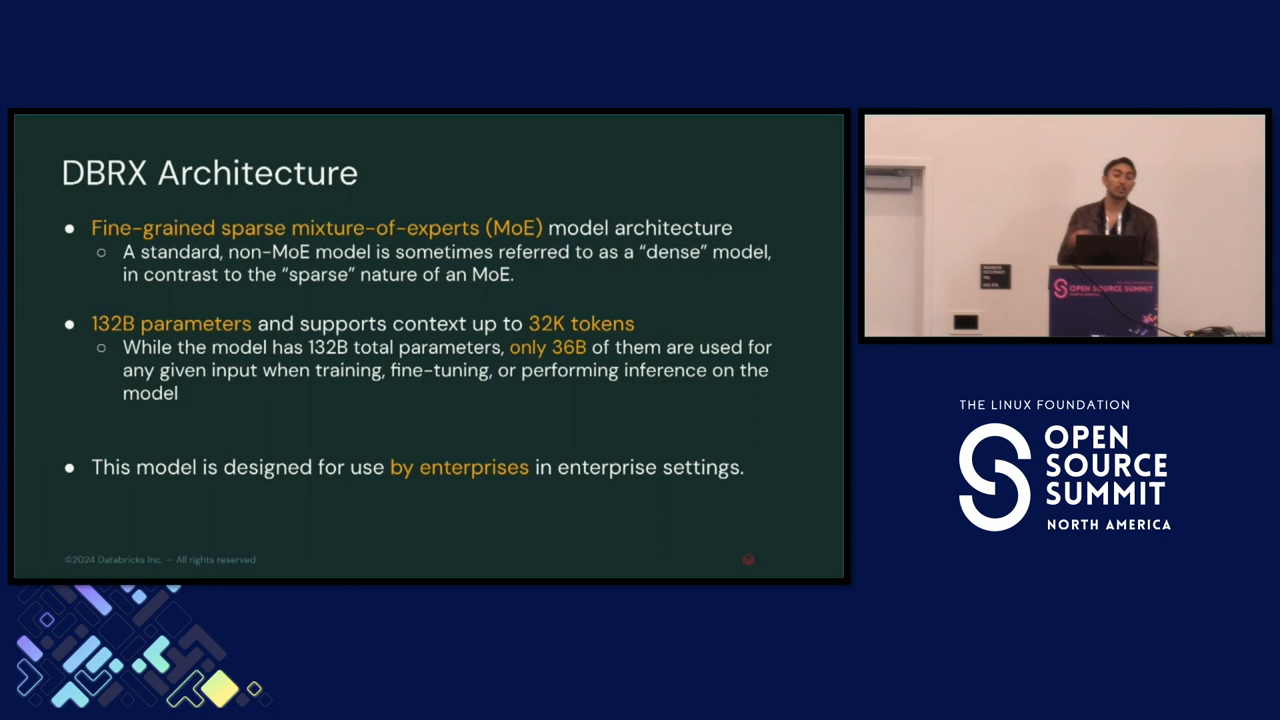 DBRX Architecture
● Fine-grained sparse mixture-of-experts (MoE) model architecture
○ A standard, non-MoE model is sometimes referred to as a “dense” model,
in contrast to the “sparse” nature of an MoE.
● 132B parameters and supports context up to 32K tokens
○ While the model has 132B total parameters, only 36B of them are used for
any given input when training, fine-tuning, or performing inference on the
model
● This model is designed for use by enterprises in enterprise settings.
©2024 Databricks Inc. — All rights reserved
OPEN SOURCE SUMMIT
THE LINUX FOUNDATION
OPEN
SOURCE
SUMMIT
NORTH AMERICA